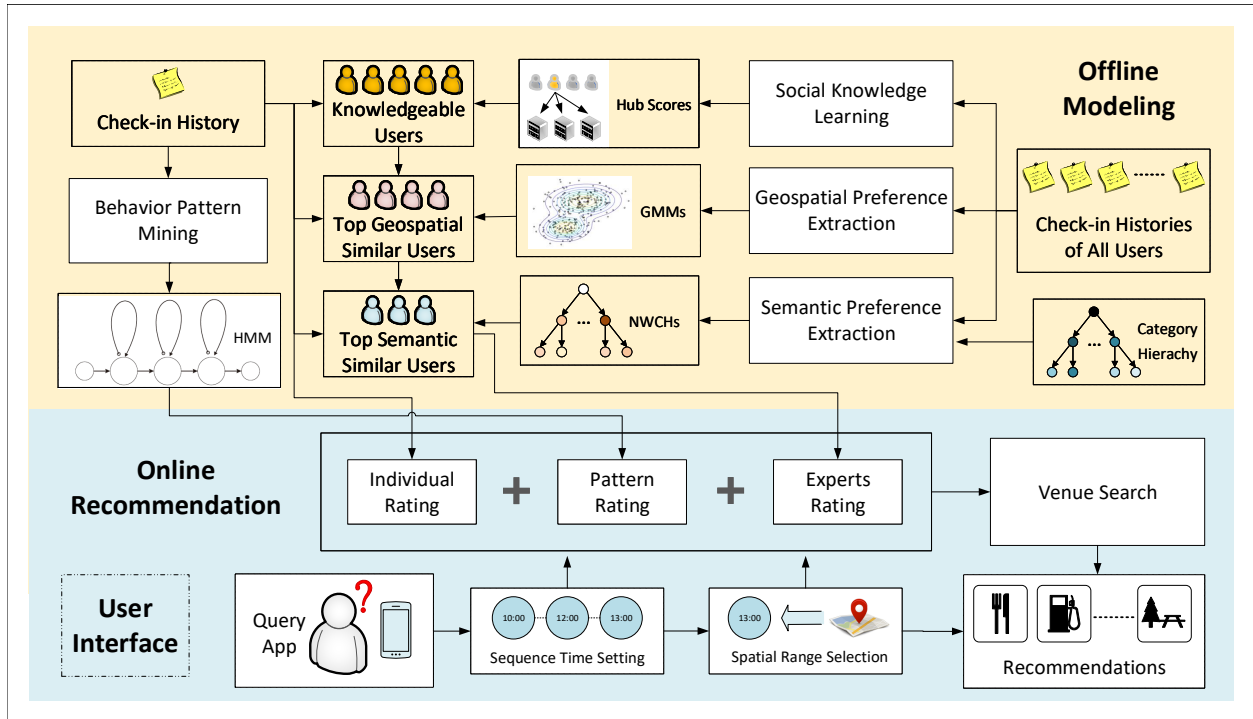 Offline
Modeling
Check-in History
Knowledgeable
Users
Hub Scores
Social Knowledge
Learning
Behavior Pattern
Mining
Top Geospatial
Similar Users
GMMs
Geospatial Preference
Extraction
Check-in Histories
of All Users
HMM
Top Semantic
Similar Users
NWCHs
Semantic Preference
Extraction
Category
Hierachy
Online
Recommendation
Individual
Rating
Pattern
Rating
Experts
Rating
Venue Search
User
Interface
Query
App
?
10:00
12:00
13:00
Sequence Time Setting
13:00
Spatial Range Selection
Recommendations